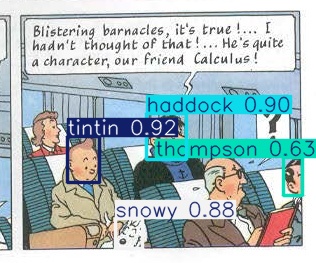 Blistering barnacles, it's true!... I
hadn't thought of that!... He's quite
a character, our friend Calculus!
haddock 0.90
tintin 0.92
thompson 0.63
snowy 0.88